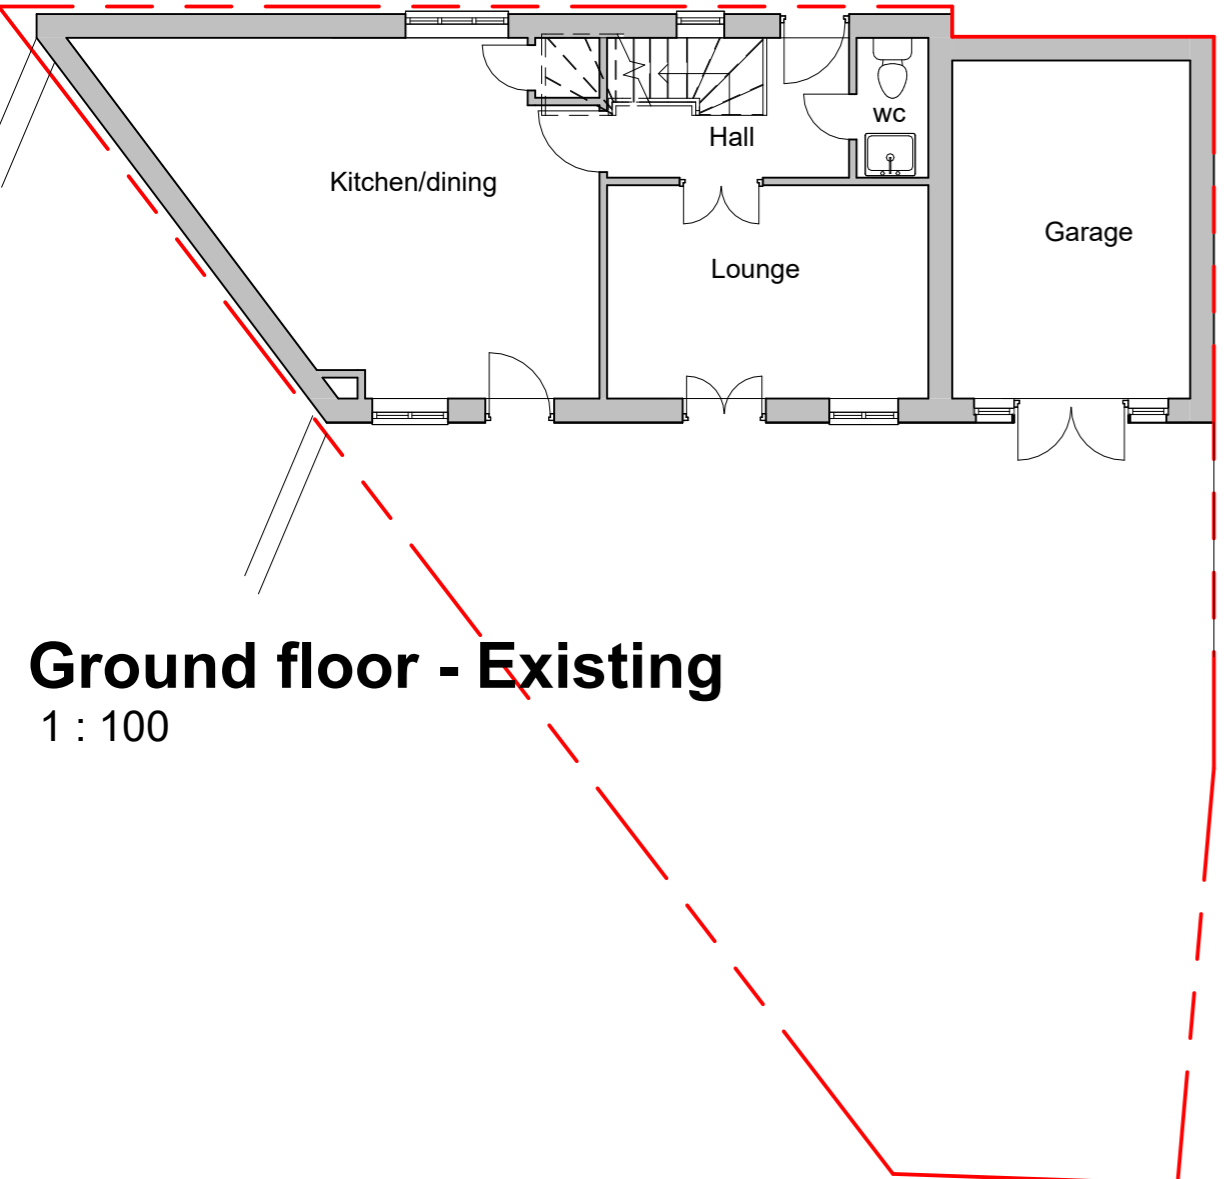 WC
Hall
Kitchen/dining
Garage
Lounge
Ground floor - Existing
1 : 100